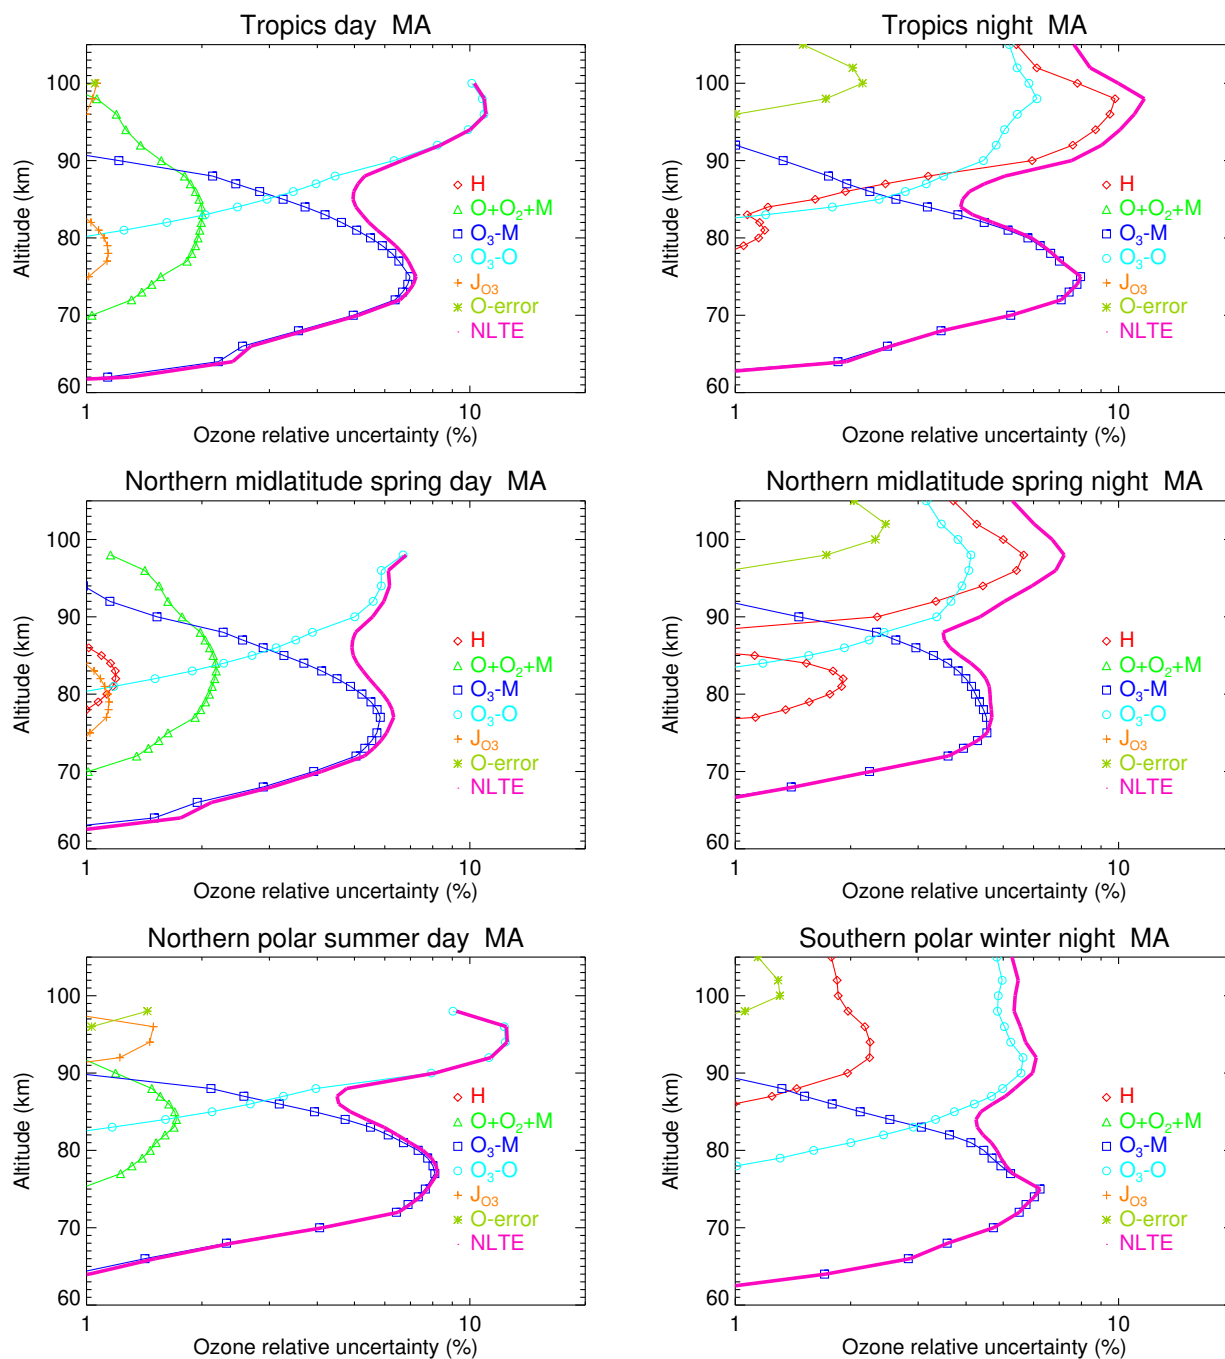 Tropics day MA
100
90
80
70
60
Altitude (km)
H
O+O2+M
O3-M
O3-O
JO3
O-error
NLTE
1
10
Ozone relative uncertainty (%)
Tropics night MA
100
90
80
70
60
Altitude (km)
H
O+O2+M
O3-M
O3-O
JO3
O-error
NLTE
1
10
Ozone relative uncertainty (%)
Northern midlatitude spring day MA
100
90
80
70
60
Altitude (km)
H
O+O2+M
O3-M
O3-O
JO3
O-error
NLTE
1
10
Ozone relative uncertainty (%)
Northern midlatitude spring night MA
100
90
80
70
60
Altitude (km)
H
O+O2+M
O3-M
O3-O
JO3
O-error
NLTE
1
10
Ozone relative uncertainty (%)
Northern polar summer day MA
100
90
80
70
60
Altitude (km)
H
O+O2+M
O3-M
O3-O
JO3
O-error
NLTE
1
10
Ozone relative uncertainty (%)
Southern polar winter night MA
100
90
80
70
60
Altitude (km)
H
O+O2+M
O3-M
O3-O
JO3
O-error
NLTE
1
10
Ozone relative uncertainty (%)